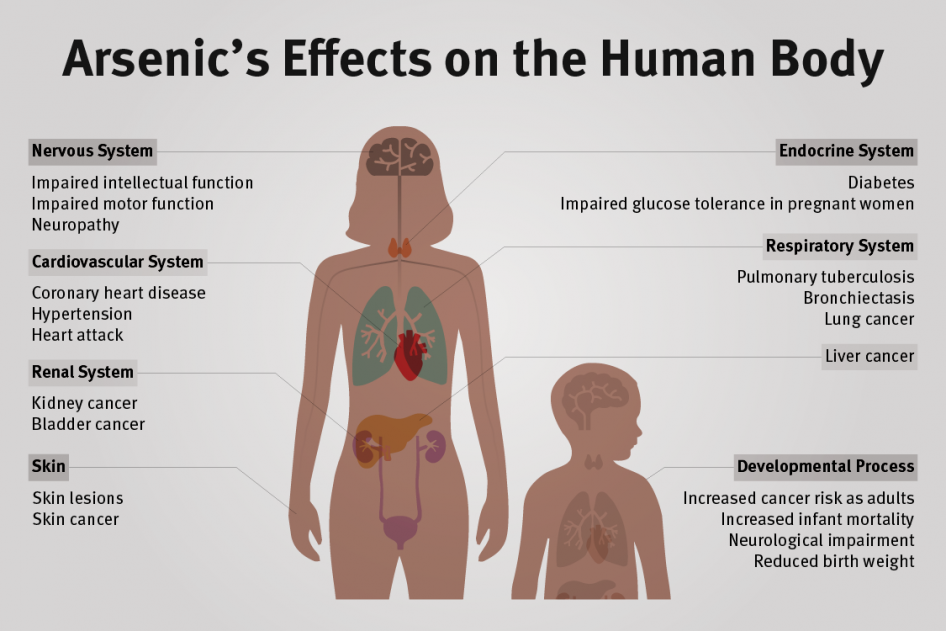 Arsenic’s Effects on the Human Body
Nervous System
Impaired intellectual function
Impaired motor function
Neuropathy
Cardiovascular System
Coronary heart disease
Hypertension
Heart attack
Renal System
Kidney cancer
Bladder cancer
Skin
Skin lesions
Skin cancer
Endocrine System
Diabetes
Impaired glucose tolerance in pregnant women
Respiratory System
Pulmonary tuberculosis
Bronchiectasis
Lung cancer
Liver cancer
Developmental Process
Increased cancer risk as adults
Increased infant mortality
Neurological impairment
Reduced birth weight